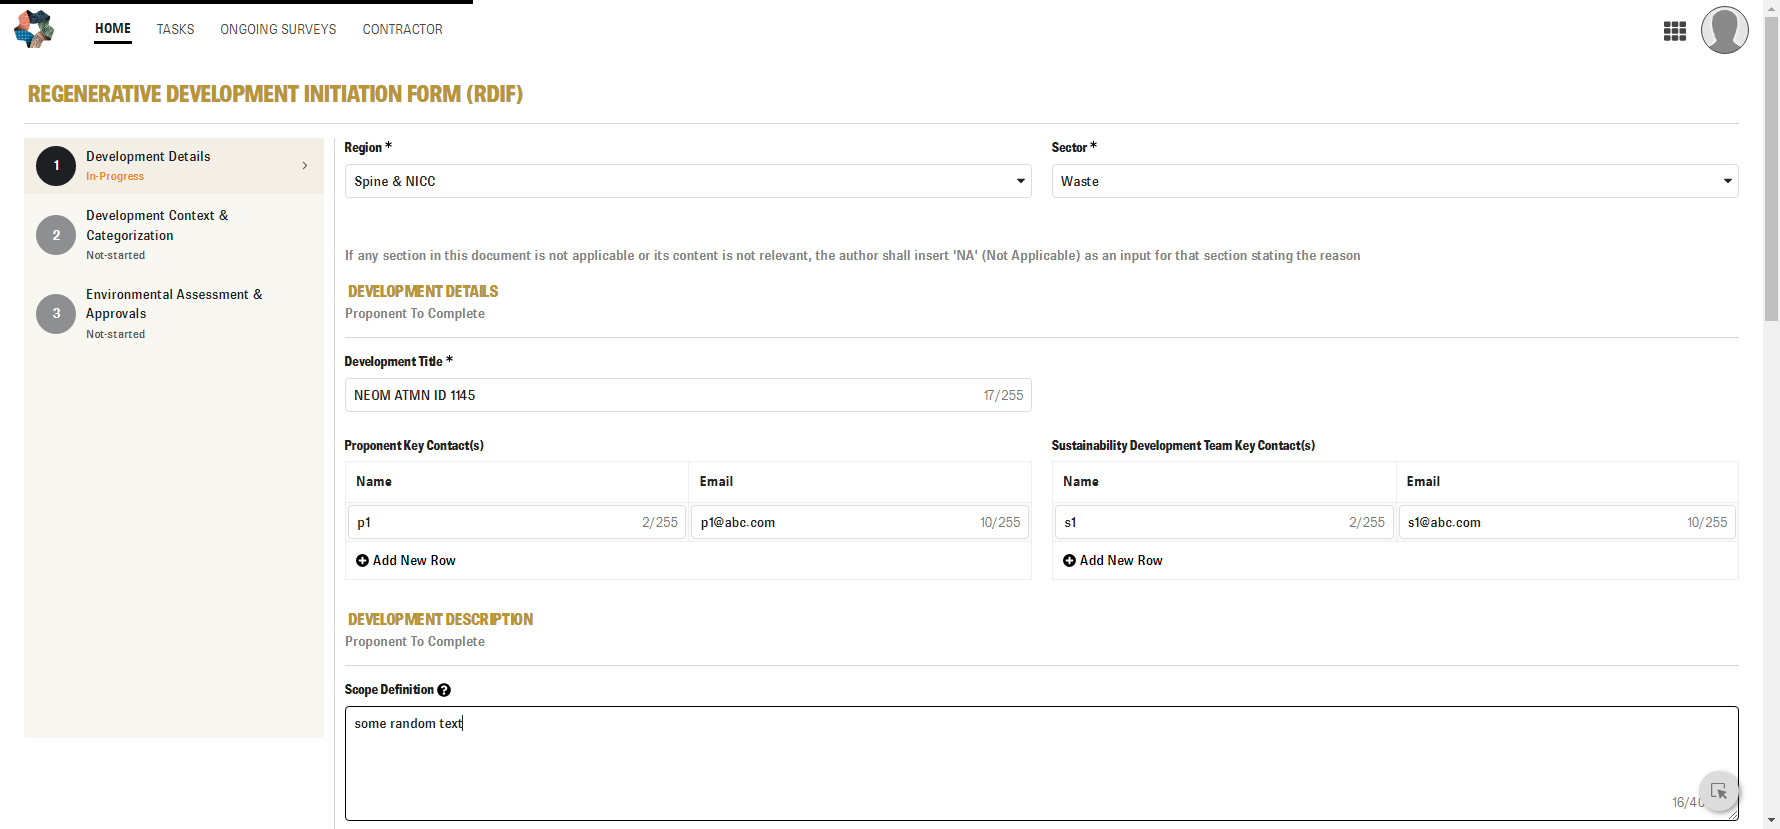 HOME TASKS ONGOING SURVEYS CONTRACTOR
REGENERATIVE DEVELOPMENT INITIATION FORM (RDIF)
1 Development Details
In-Progress
2 Development Context &
Categorization
Not-started
3 Environmental Assessment &
Approvals
Not-started
Region * Sector *
Spine & NICC Waste
If any section in this document is not applicable or its content is not relevant, the author shall insert 'NA' (Not Applicable) as an input for that section stating the reason
DEVELOPMENT DETAILS
Proponent To Complete
Development Title *
NEOM ATMN ID 1145 17/255
Proponent Key Contact(s) Sustainability Development Team Key Contact(s)
Name Email Name Email
p1 2/255 p1@abc.com 10/255 s1 2/255 s1@abc.com 10/255
Add New Row Add New Row
DEVELOPMENT DESCRIPTION
Proponent To Complete
Scope Definition
some random text